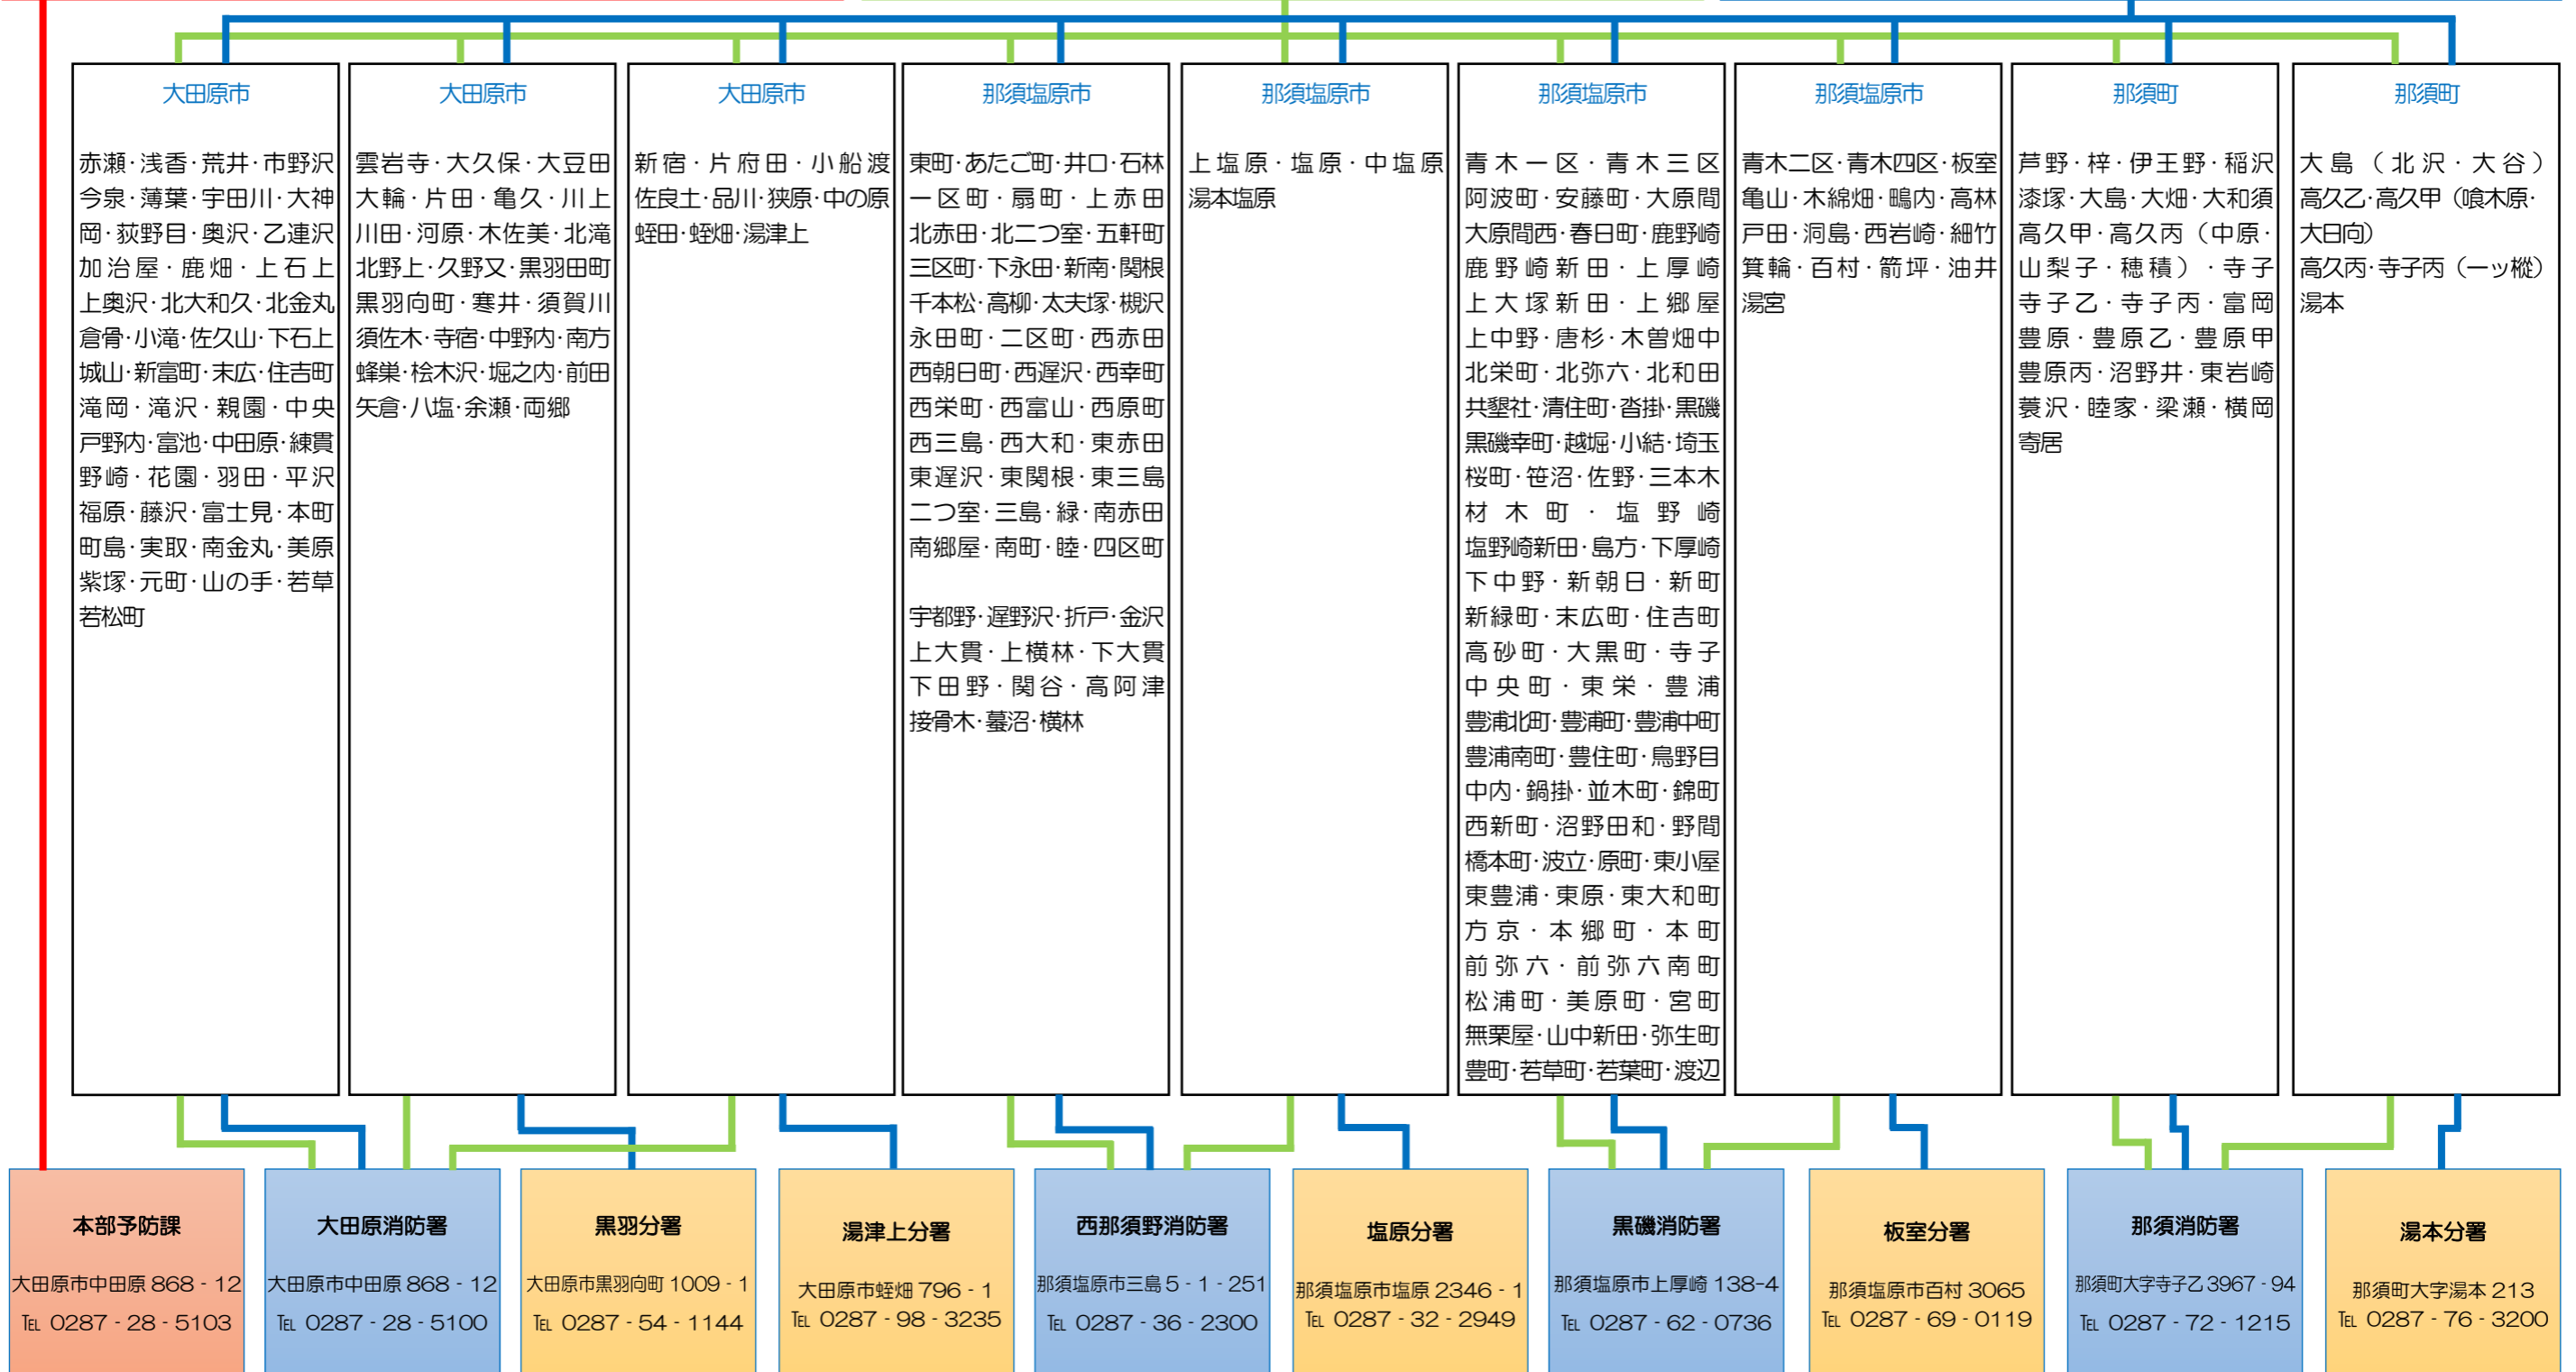 大田原市
赤瀬・浅香・荒井・市野沢
今泉・薄葉・宇田川・大神
岡・荻野目・奥沢・乙連沢
加治屋・鹿畑・上石上
上奥沢・北大和久・北金丸
倉骨・小滝・佐久山・下石上
城山・新富町・末広・住吉町
滝岡・滝沢・親園・中央
戸野内・富池・中田原・練貫
野崎・花園・羽田・平沢
福原・藤沢・富士見・本町
町島・実取・南金丸・美原
紫塚・元町・山の手・若草
若松町
大田原市
雲岩寺・大久保・大豆田
大輪・片田・亀久・川上
川田・河原・木佐美・北滝
北野上・久野又・黒羽田町
黒羽向町・寒井・須賀川
須佐木・寺宿・中野内・南方
蜂巣・桧木沢・堀之内・前田
矢倉・八塩・余瀬・両郷
大田原市
新宿・片府田・小船渡
佐良土・品川・狭原・中の原
蛭田・蛭畑・湯津上
那須塩原市
東町・あたご町・井口・石林
一区町・扇町・上赤田
北赤田・北二つ室・五軒町
三区町・下永田・新南・関根
千本松・高柳・太夫塚・槻沢
永田町・二区町・西赤田
西朝日町・西遅沢・西幸町
西栄町・西富山・西原町
西三島・西大和・東赤田
東遅沢・東関根・東三島
二つ室・三島・緑・南赤田
南郷屋・南町・睦・四区町
宇都野・遅野沢・折戸・金沢
上大貫・上横林・下大貫
下田野・関谷・高阿津
接骨木・蟇沼・横林
那須塩原市
上塩原・塩原・中塩原
湯本塩原
那須塩原市
青木一区・青木三区
阿波町・安藤町・大原間
大原間西・春日町・鹿野崎
鹿野崎新田・上厚崎
上大塚新田・上郷屋
上中野・唐杉・木曽畑中
北栄町・北弥六・北和田
共墾社・清住町・沓掛・黒磯
黒磯幸町・越堀・小結・埼玉
桜町・笹沼・佐野・三本木
材木町・塩野崎
塩野崎新田・島方・下厚崎
下中野・新朝日・新町
新緑町・末広町・住吉町
高砂町・大黒町・寺子
中央町・東栄・豊浦
豊浦北町・豊浦町・豊浦中町
豊浦南町・豊住町・鳥野目
中内・鍋掛・並木町・錦町
西新町・沼野田和・野間
橋本町・波立・原町・東小屋
東豊浦・東原・東大和町
方京・本郷町・本町
前弥六・前弥六南町
松浦町・美原町・宮町
無栗屋・山中新田・弥生町
豊町・若草町・若葉町・渡辺
那須塩原市
青木二区・青木四区・板室
亀山・木綿畑・鴫内・高林
戸田・洞島・西岩崎・細竹
箕輪・百村・箭坪・油井
湯宮
那須町
芦野・梓・伊王野・稲沢
漆塚・大島・大畑・大和須
高久甲・高久丙（中原・
山梨子・穂積）・寺子
寺子乙・寺子丙・富岡
豊原・豊原乙・豊原甲
豊原丙・沼野井・東岩崎
蓑沢・睦家・梁瀬・横岡
寄居
那須町
大島（北沢・大谷）
高久乙・高久甲（喰木原・
大日向）
高久丙・寺子丙（一ッ樅）
湯本
本部予防課
大田原市中田原 868 - 12
℡ 0287 - 28 - 5103
大田原消防署
大田原市中田原 868 - 12
℡ 0287 - 28 - 5100
黒羽分署
大田原市黒羽向町 1009 - 1
℡ 0287 - 54 - 1144
湯津上分署
大田原市蛭畑 796 - 1
℡ 0287 - 98 - 3235
西那須野消防署
那須塩原市三島 5 - 1 - 251
℡ 0287 - 36 - 2300
塩原分署
那須塩原市塩原 2346 - 1
℡ 0287 - 32 - 2949
黒磯消防署
那須塩原市上厚崎 138-4
℡ 0287 - 62 - 0736
板室分署
那須塩原市百村 3065
℡ 0287 - 69 - 0119
那須消防署
那須町大字寺子乙 3967 - 94
℡ 0287 - 72 - 1215
湯本分署
那須町大字湯本 213
℡ 0287 - 76 - 3200